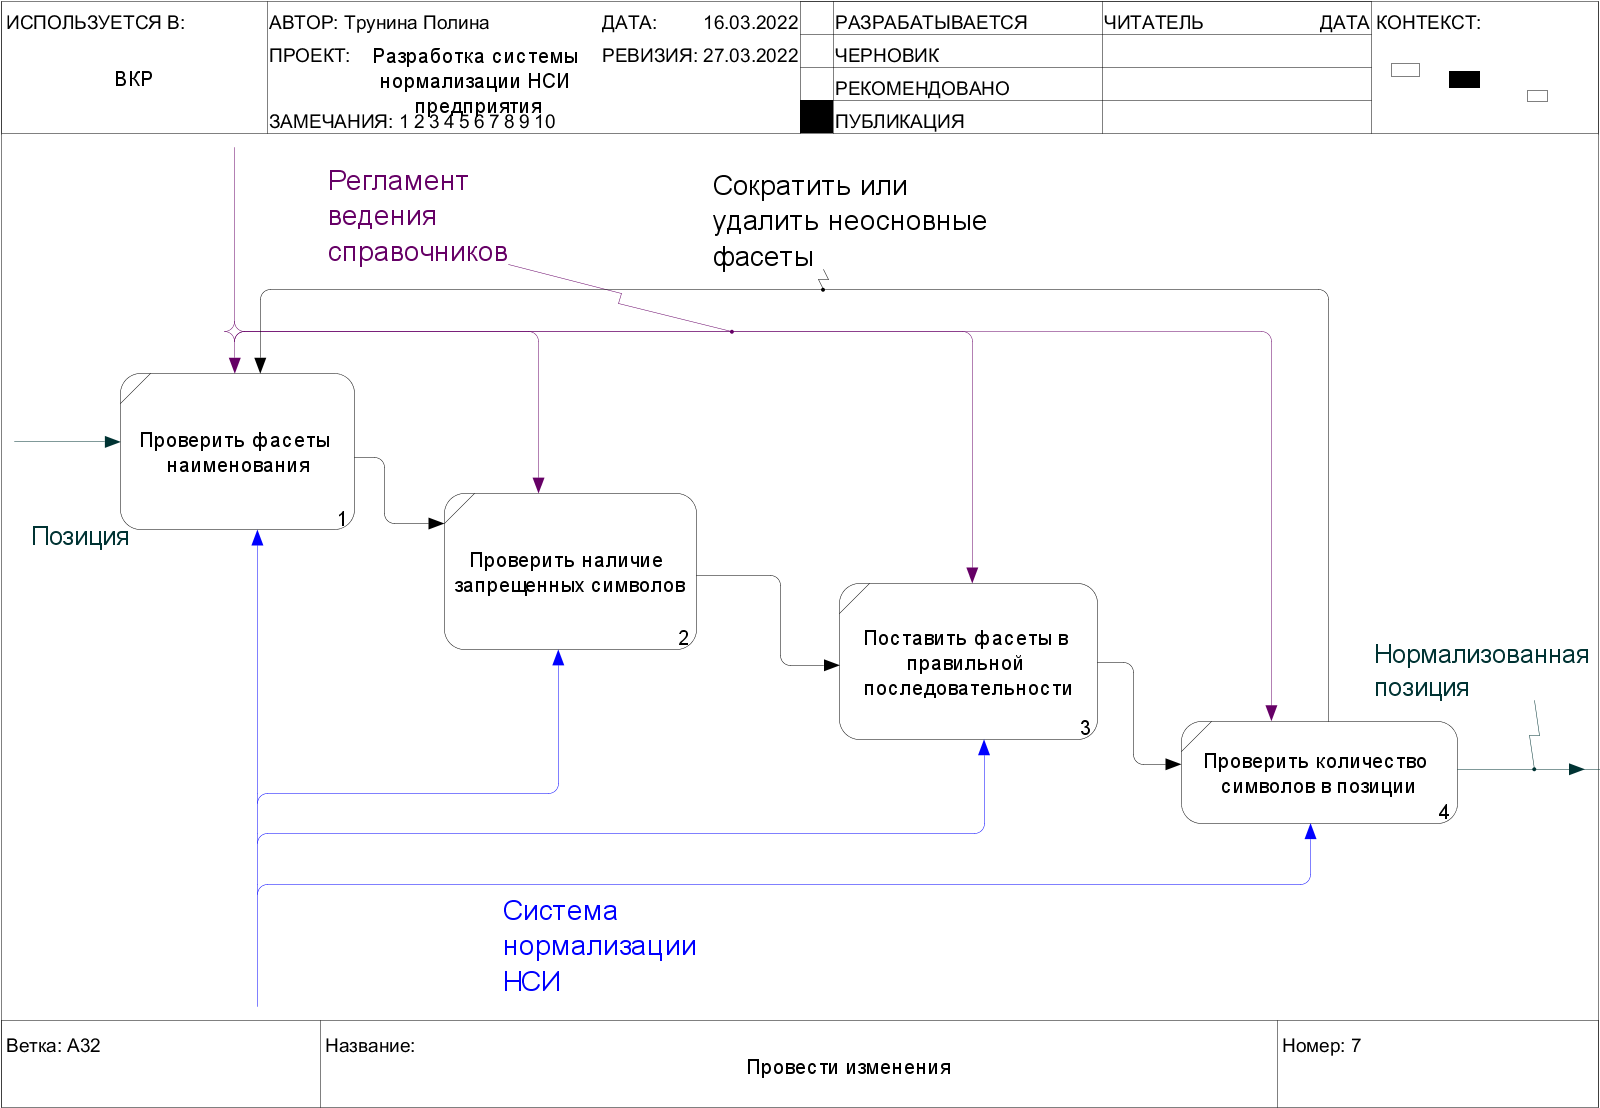 ИСПОЛЬЗУЕТСЯ В:
ВКР
АВТОР: Трунина Полина
ДАТА: 16.03.2022
ПРОЕКТ: Разработка системы
нормализации НСИ
предприятия
РЕВИЗИЯ: 27.03.2022
ЗАМЕЧАНИЯ: 1 2 3 4 5 6 7 8 9 10
РАЗРАБАТЫВАЕТСЯ
ЧЕРНОВИК
РЕКОМЕНДОВАНО
ПУБЛИКАЦИЯ
ЧИТАТЕЛЬ
ДАТА
КОНТЕКСТ:
Регламент
ведения
справочников
Сократить или
удалить неосновные
фасеты
Проверить фасеты
наименования
1
Позиция
Проверить наличие
запрещенных символов
2
Поставить фасеты в
правильной
последовательности
3
Нормализованная
позиция
Проверить количество
символов в позиции
4
Система
нормализации
НСИ
Ветка: A32
Название:
Провести изменения
Номер: 7